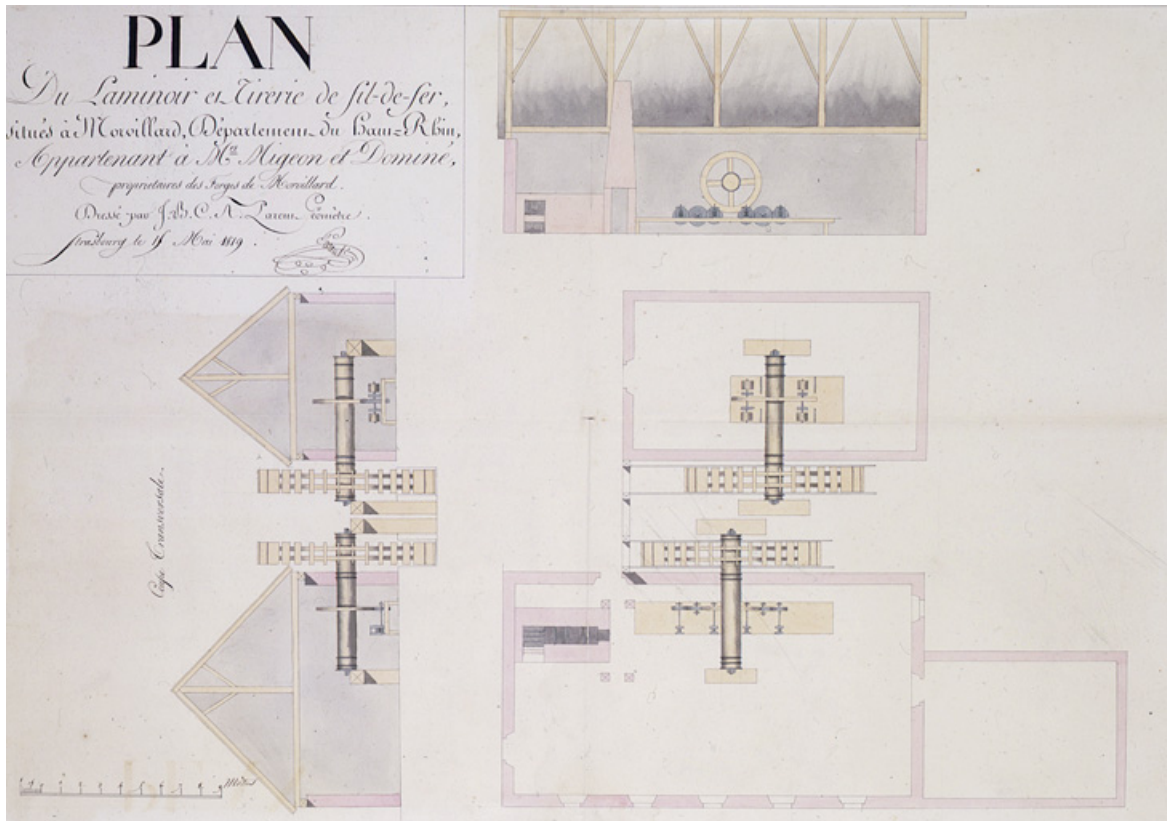 PLAN
Du Laminoir et Tirerie de fil-de-fer,
situés à Morvillard, Département du Haut-Rhin,
Appartenant à Mrs Migeon et Dominé,
propriétaires des Forges de Morvillard.
Dressé par J. B. C. A. Parent Géomètre.
Strasbourg le 15 Mai 1819.
Coupe Transversale.
Mètres